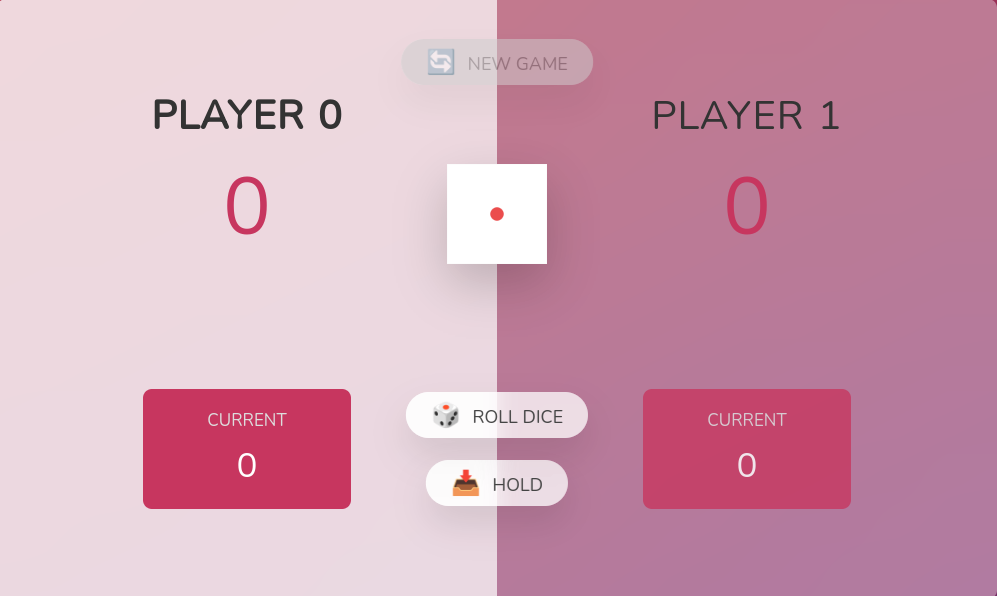 NEW GAME
PLAYER 0
0
PLAYER 1
0
CURRENT
0
ROLL DICE
HOLD
CURRENT
0